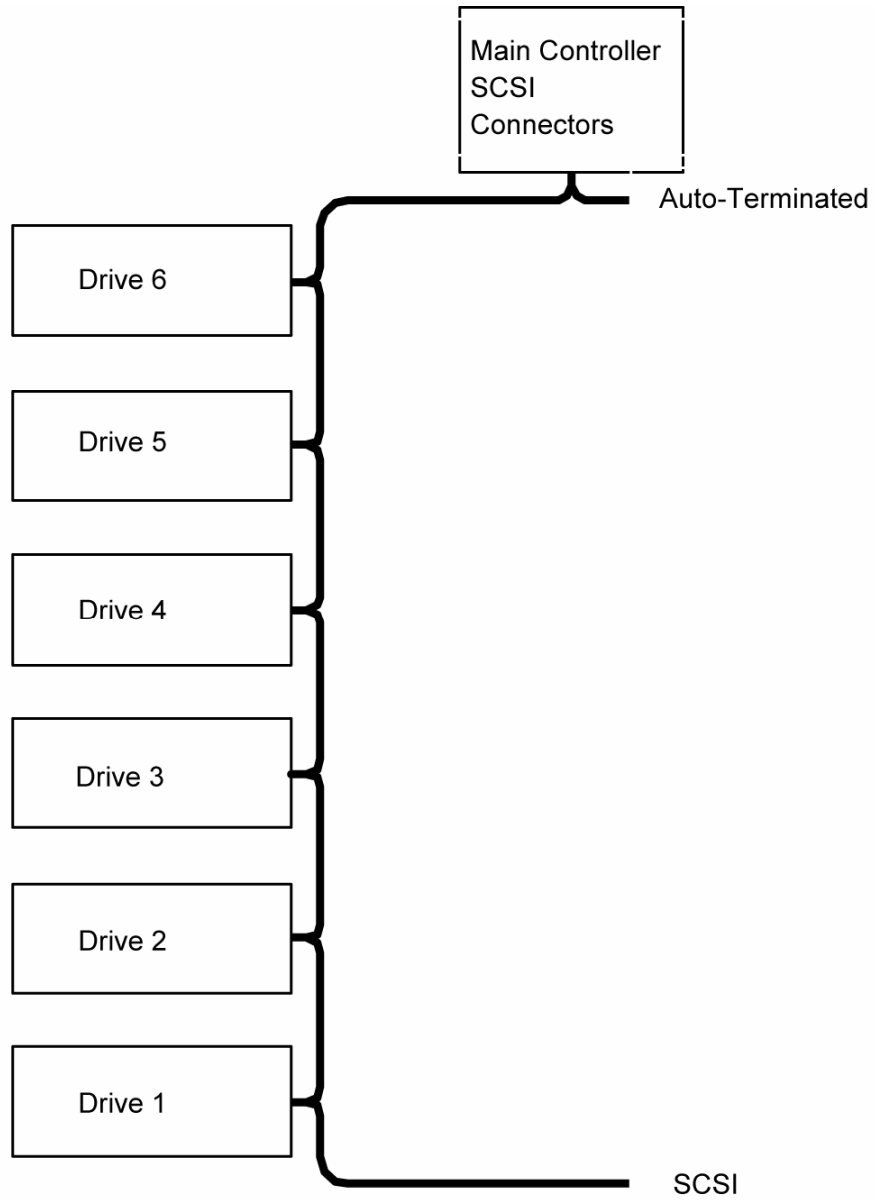 Main Controller
SCSI
Connectors
Auto-Terminated
Drive 6
Drive 5
Drive 4
Drive 3
Drive 2
Drive 1
SCSI